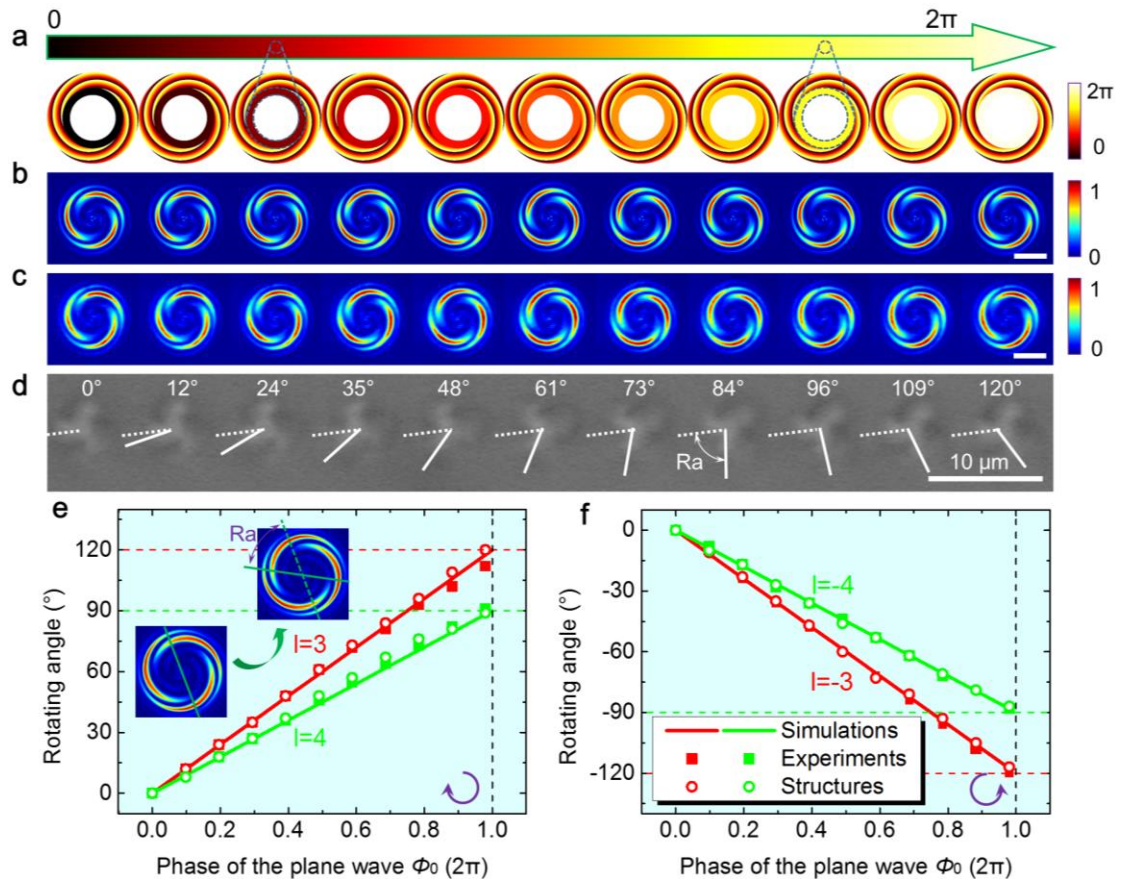 0 2π
a
2π
0
b
1
0
c
1
0
d 0° 12° 24° 35° 48° 61° 73° 84° 96° 109° 120°
Ra
10 μm
e
Ra
120
90
60
30
0
l=3
l=4
Rotating angle (°)
0.0 0.2 0.4 0.6 0.8 1.0
Phase of the plane wave Φ0 (2π)
f
0
-30
-60
-90
-120
l=-4
l=-3
Simulations
Experiments
Structures
Rotating angle (°)
0.0 0.2 0.4 0.6 0.8 1.0
Phase of the plane wave Φ0 (2π)